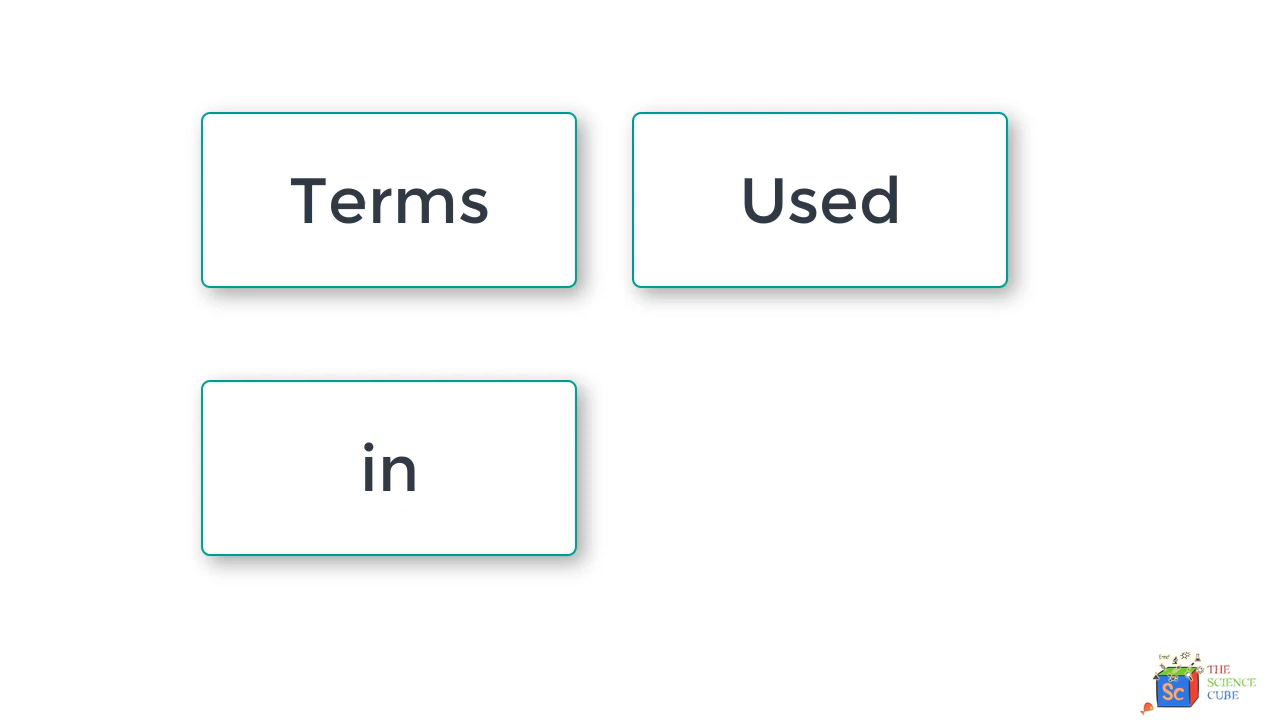 Terms Used
in
Sc
THE
SCIENCE
CUBE